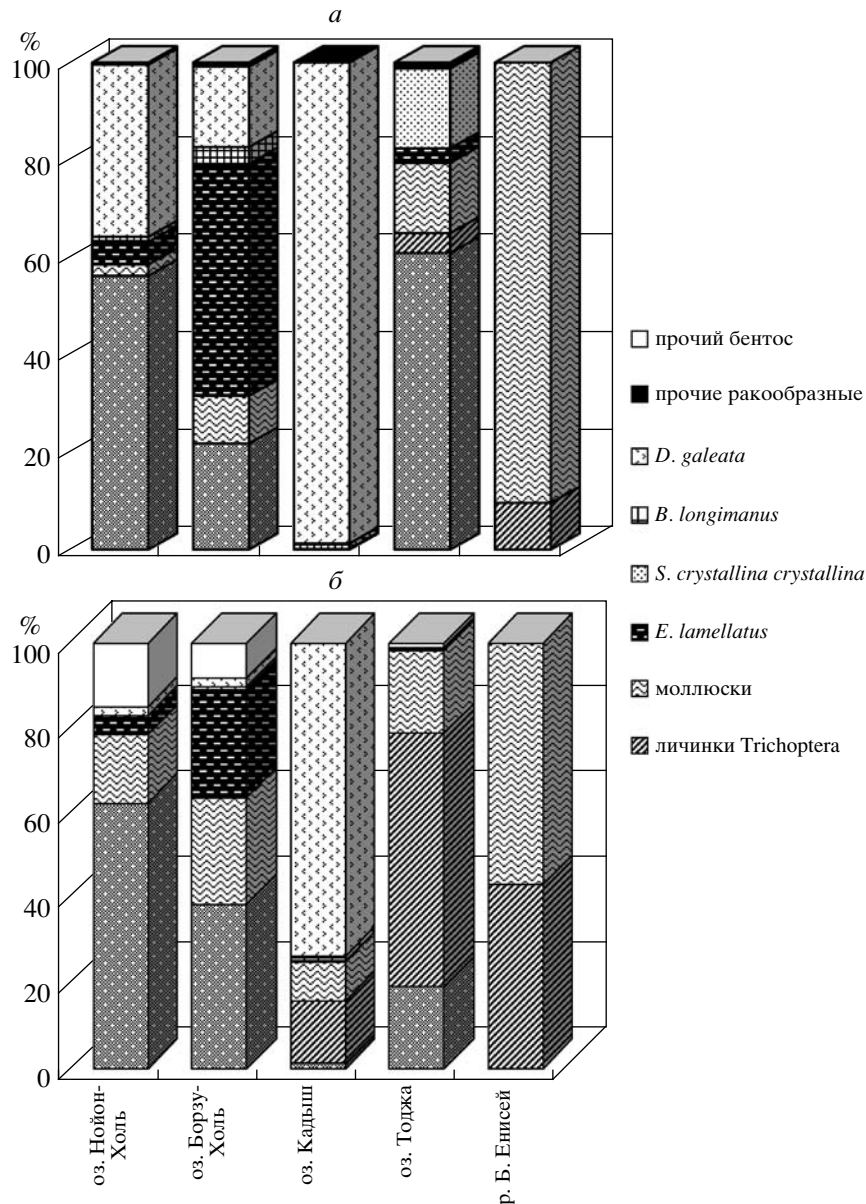 а
%
100
80
60
40
20
0
прочий бентос
прочие ракообразные
D. galeata
B. longimanus
S. crystallina crystallina
E. lamellatus
моллюски
личинки Trichoptera
б
%
100
80
60
40
20
0
оз. Нойон-
Холь
оз. Борзу-
Холь
оз. Кадыш
оз. Тоджа
р. Б. Енисей